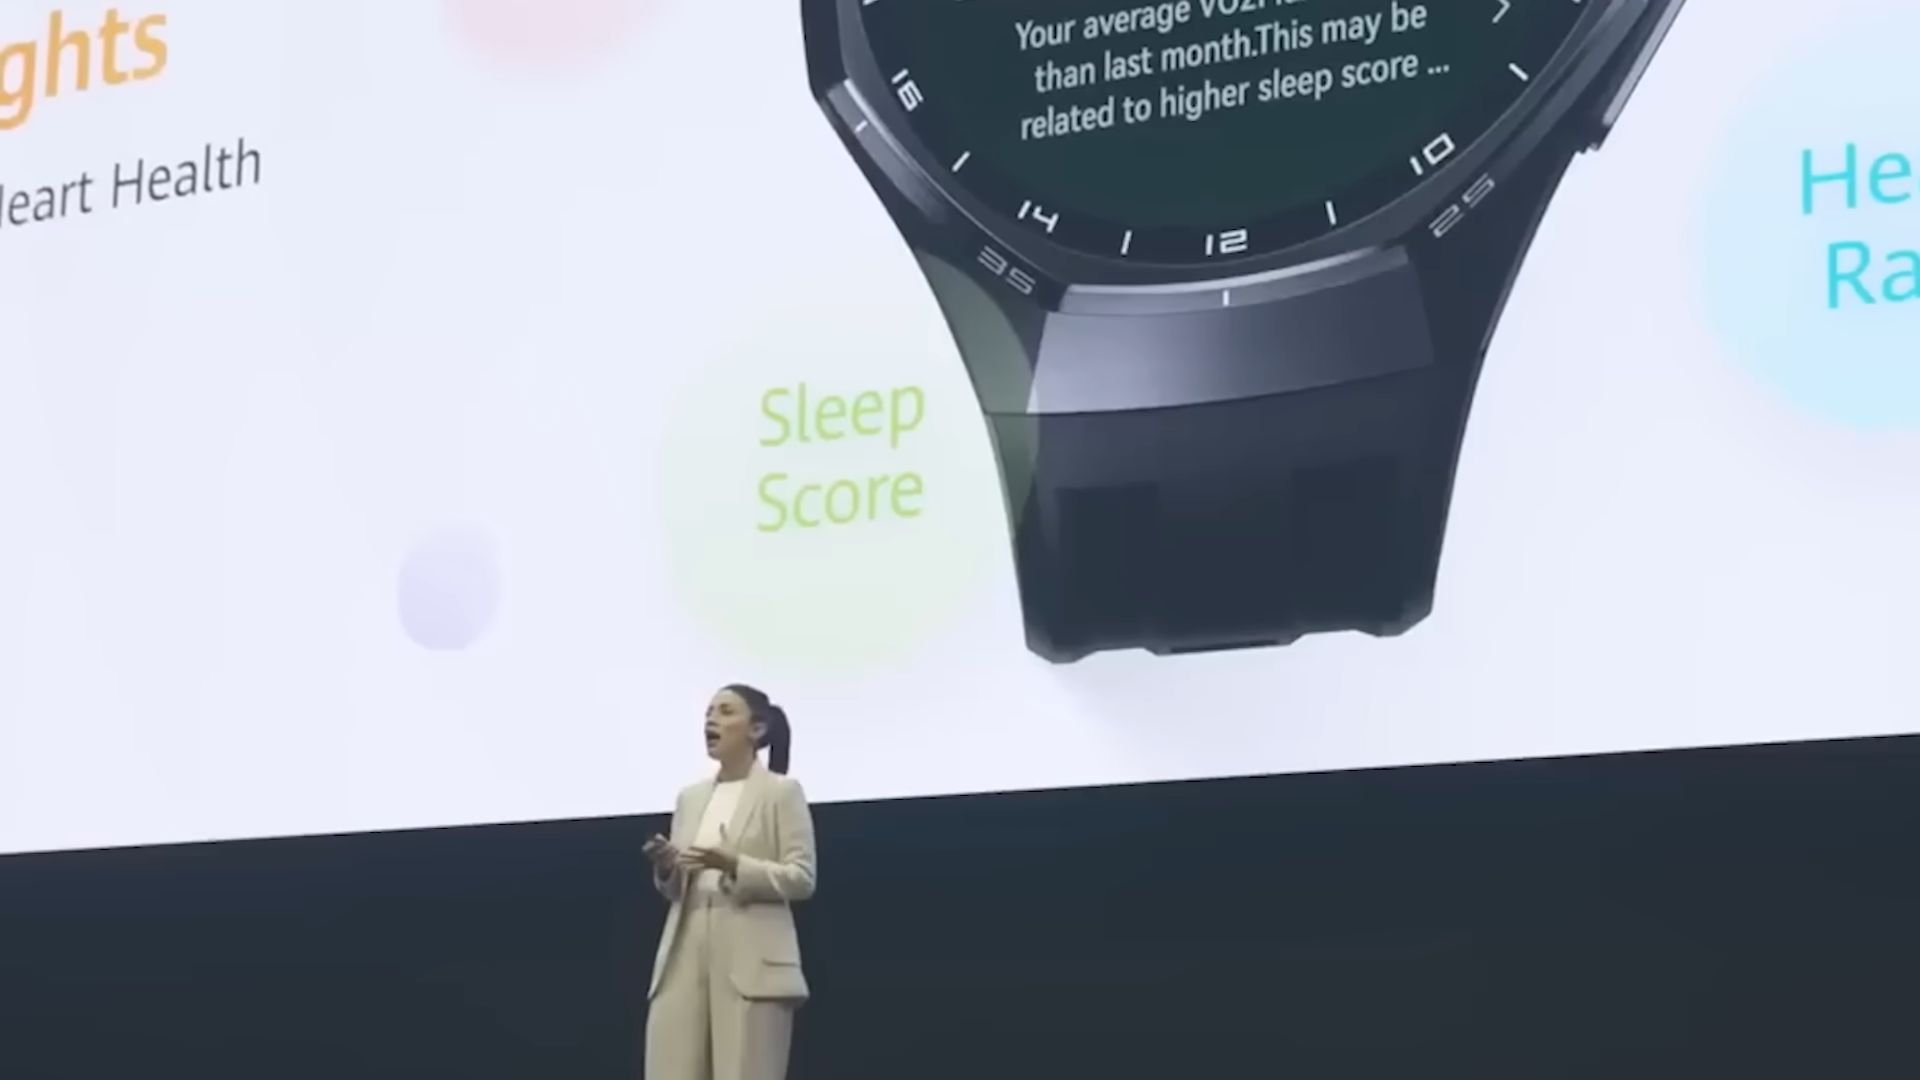 ghts
Heart Health
Your average VO2
than last month.This may be
related to higher sleep score ...
16
14
12
10
35
25
Sleep
Score
He
Ra